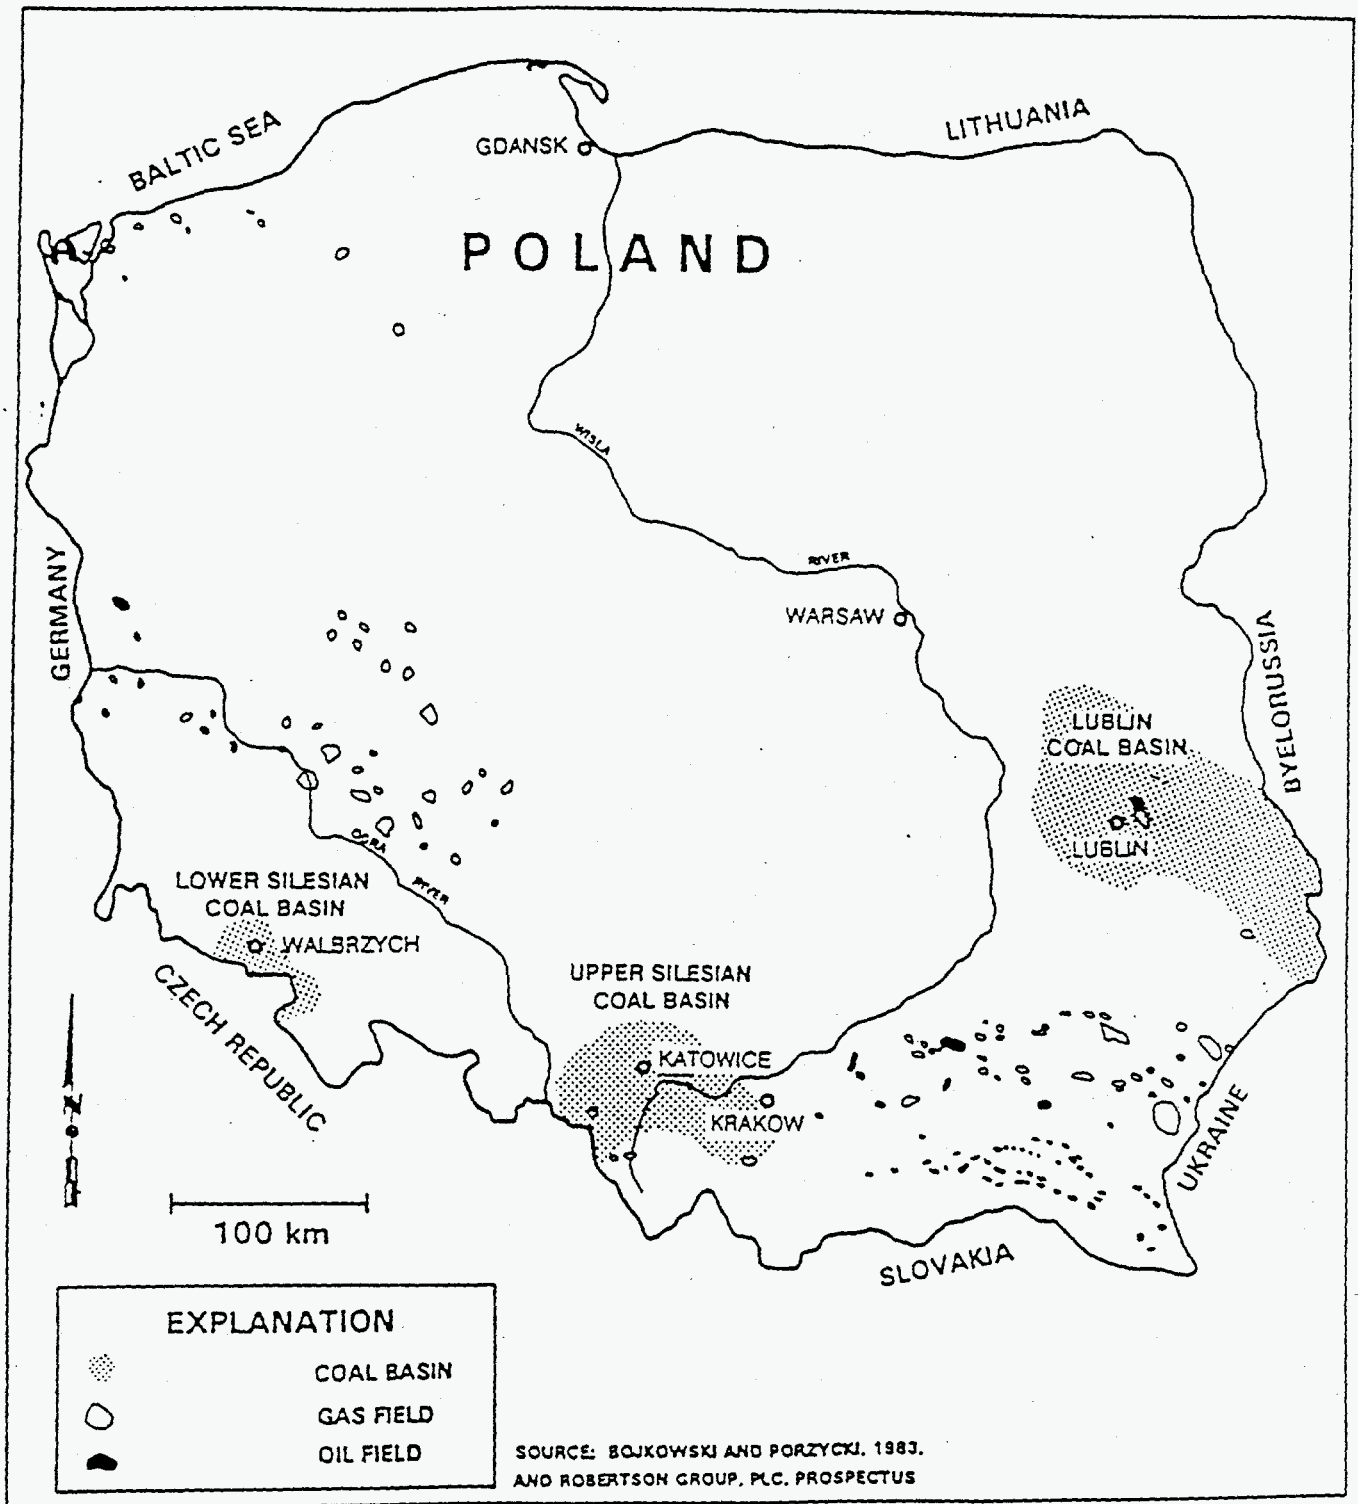 BALTIC SEA
LITHUANIA
GDANSK
POLAND
WISLA
RIVER
GERMANY
WARSAW
BYELORUSSIA
LUBLIN
COAL BASIN
LUBLIN
RIVER
LOWER SILESIAN
COAL BASIN
WALBRZYCH
UPPER SILESIAN
COAL BASIN
CZECH REPUBLIC
KATOWICE
KRAKOW
UKRAINE
SLOVAKIA
100 km
EXPLANATION
COAL BASIN
GAS FIELD
OIL FIELD
SOURCE: BOJKOWSKI AND PORZYCKI, 1983,
AND ROBERTSON GROUP, PLC, PROSPECTUS